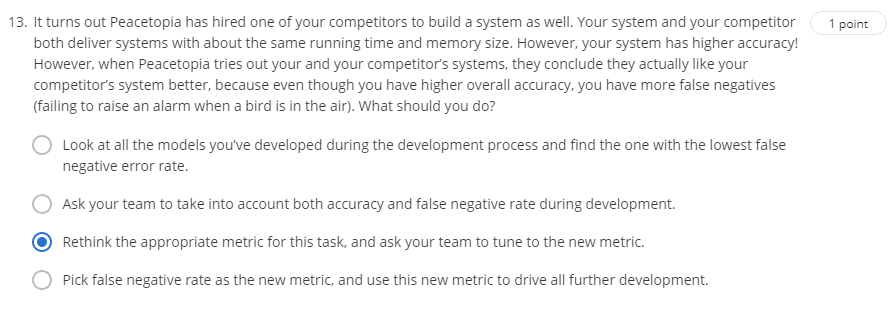 13. It turns out Peacetopia has hired one of your competitors to build a system as well. Your system and your competitor
1 point
both deliver systems with about the same running time and memory size. However, your system has higher accuracy!
However, when Peacetopia tries out your and your competitor's systems, they conclude they actually like your
competitor's system better, because even though you have higher overall accuracy, you have more false negatives
(failing to raise an alarm when a bird is in the air). What should you do?
Look at all the models you've developed during the development process and find the one with the lowest false
negative error rate.
Ask your team to take into account both accuracy and false negative rate during development.
Rethink the appropriate metric for this task, and ask your team to tune to the new metric.
Pick false negative rate as the new metric, and use this new metric to drive all further development.